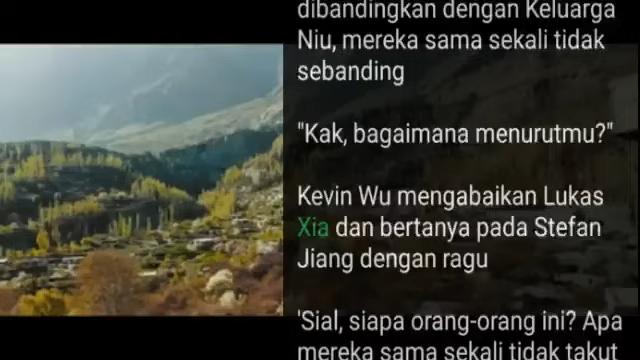 dibandingkan dengan Keluarga
Niu, mereka sama sekali tidak
sebanding
"Kak, bagaimana menurutmu?"
Kevin Wu mengabaikan Lukas
Xia dan bertanya pada Stefan
Jiang dengan ragu
'Sial, siapa orang-orang ini? Apa
mereka sama sekali tidak takut